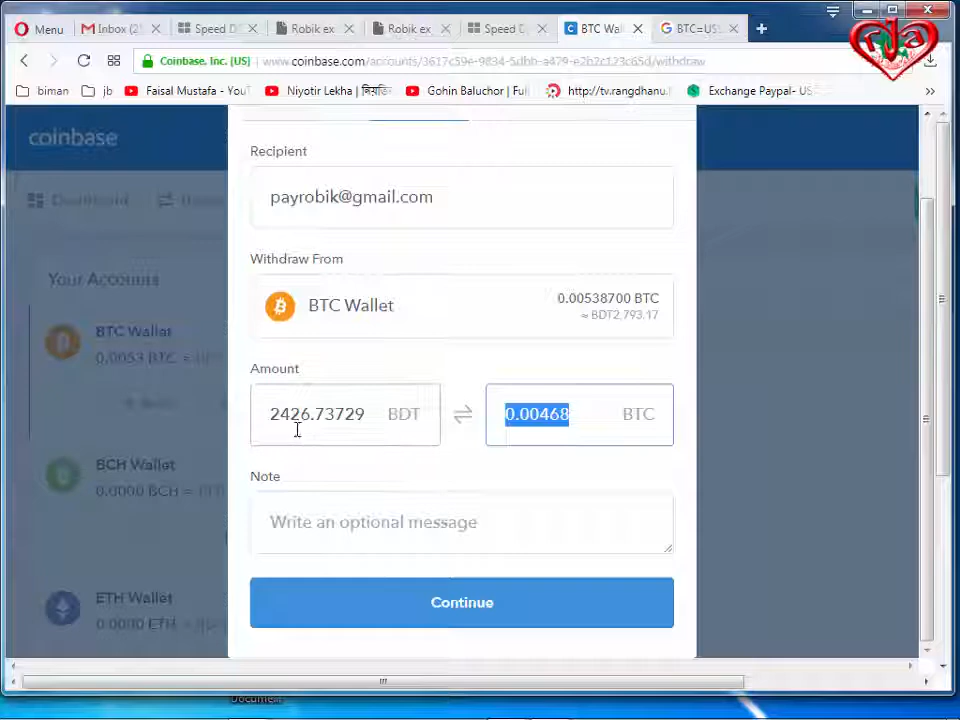 Menu
Inbox (2
Speed D
Robik ex
Robik ex
Speed D
BTC Wal
BTC=US
Coinbase, Inc. [US]
www.coinbase.com/accounts/3617c59e-9834-5dbb-a479-e2b2c123c65d/withdraw
biman
jb
Faisal Mustafa - You
Niyotir Lekha | নিয়তি
Gohin Baluchor | Full
http://tv.rangdhanu.l
Exchange Paypal- US
coinbase
Dashboard
Your Accounts
BTC Wallet
0.0053 BTC
BCH Wallet
0.0000 BCH
ETH Wallet
0.0000 ETH
Recipient
payrobik@gmail.com
Withdraw From
BTC Wallet
0.00538700 BTC
≈ BDT2,793.17
Amount
2426.73729 BDT
0.00468 BTC
Note
Write an optional message
Continue